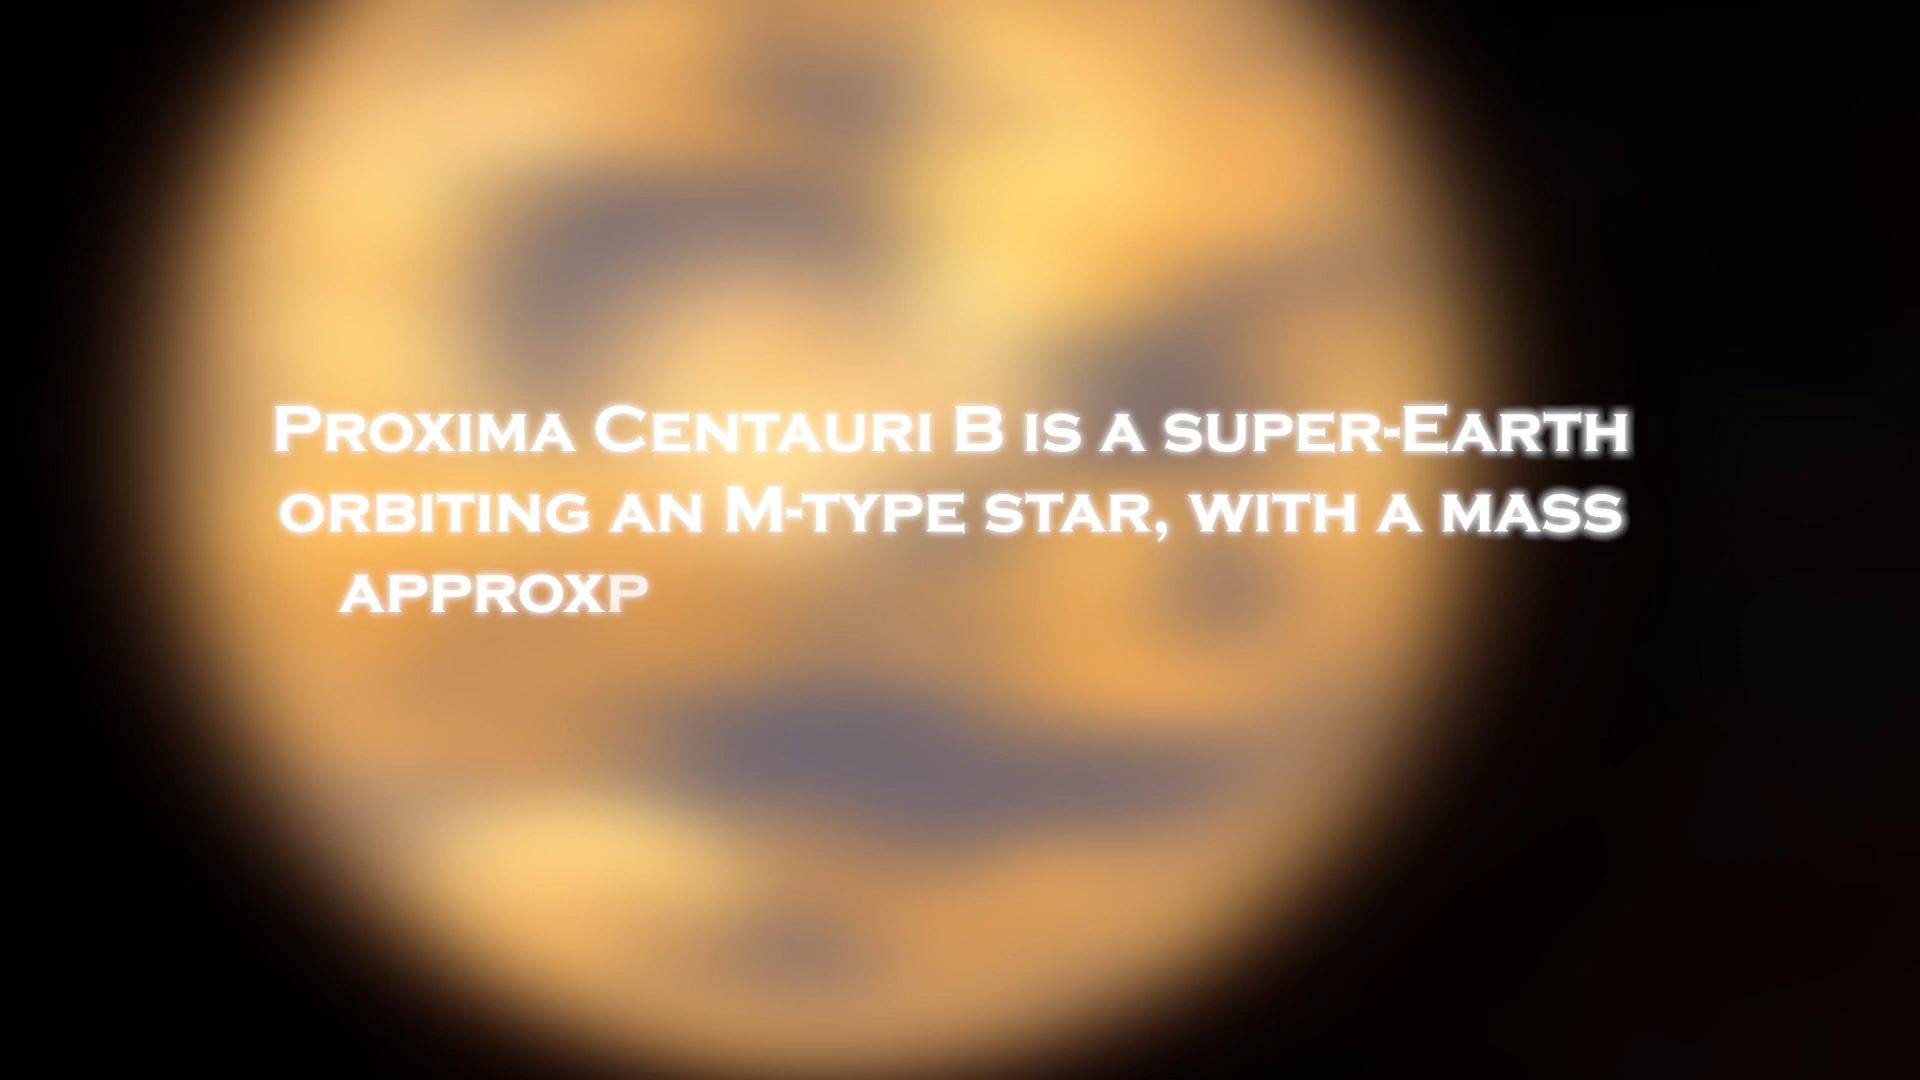 Proxima Centauri B is a super-Earth
orbiting an M-type star, with a mass
approxp